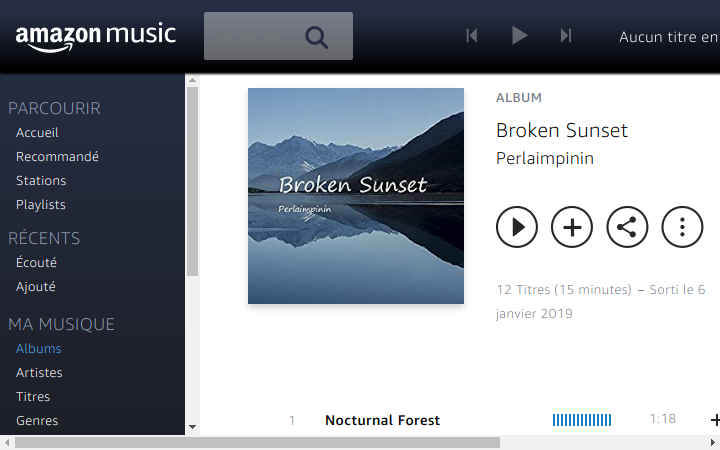 amazon music
Aucun titre en
PARCOURIR
Accueil
Recommandé
Stations
Playlists
RÉCENTS
Écouté
Ajouté
MA MUSIQUE
Albums
Artistes
Titres
Genres
Broken Sunset
Perlaimpinin
ALBUM
Broken Sunset
Perlaimpinin
12 Titres (15 minutes) – Sorti le 6
janvier 2019
1 Nocturnal Forest 1:18